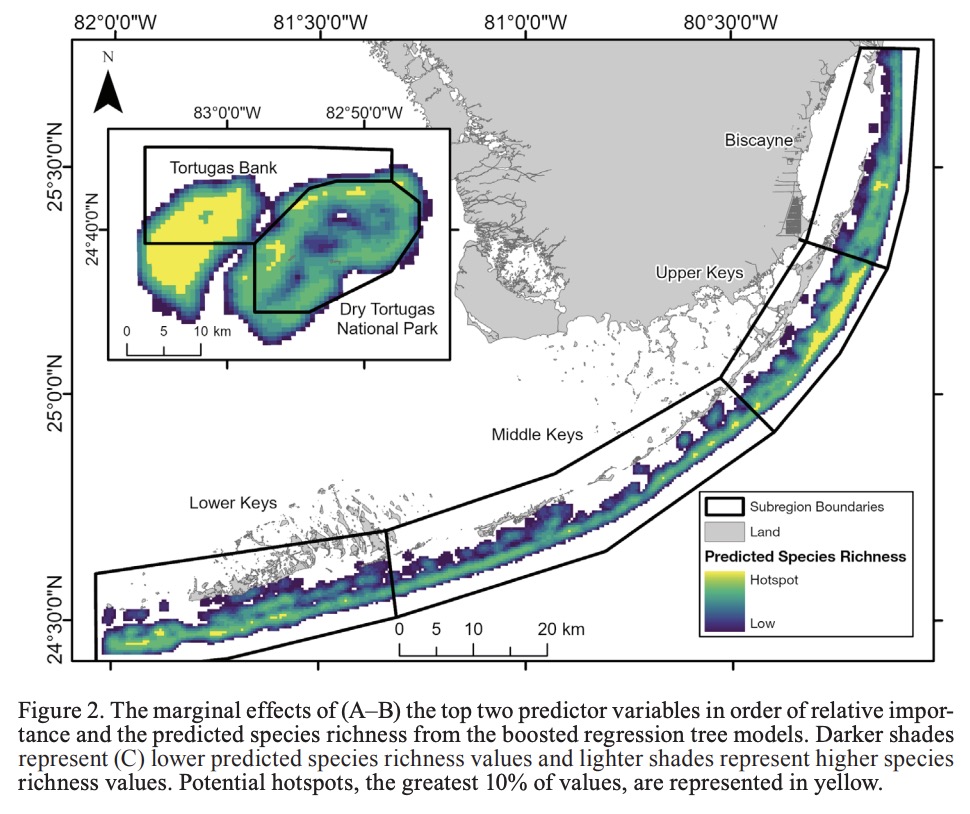 82°0'0"W
81°30'0"W
81°0'0"W
80°30'0"W
N
83°0'0"W
82°50'0"W
25°30'0"N
24°40'0"N
25°0'0"N
24°30'0"N
Tortugas Bank
Dry Tortugas
National Park
0 5 10 km
Biscayne
Upper Keys
Middle Keys
Lower Keys
0 5 10 20 km
Subregion Boundaries
Land
Predicted Species Richness
Hotspot
Low
Figure 2. The marginal effects of (A–B) the top two predictor variables in order of relative impor-
tance and the predicted species richness from the boosted regression tree models. Darker shades
represent (C) lower predicted species richness values and lighter shades represent higher species
richness values. Potential hotspots, the greatest 10% of values, are represented in yellow.